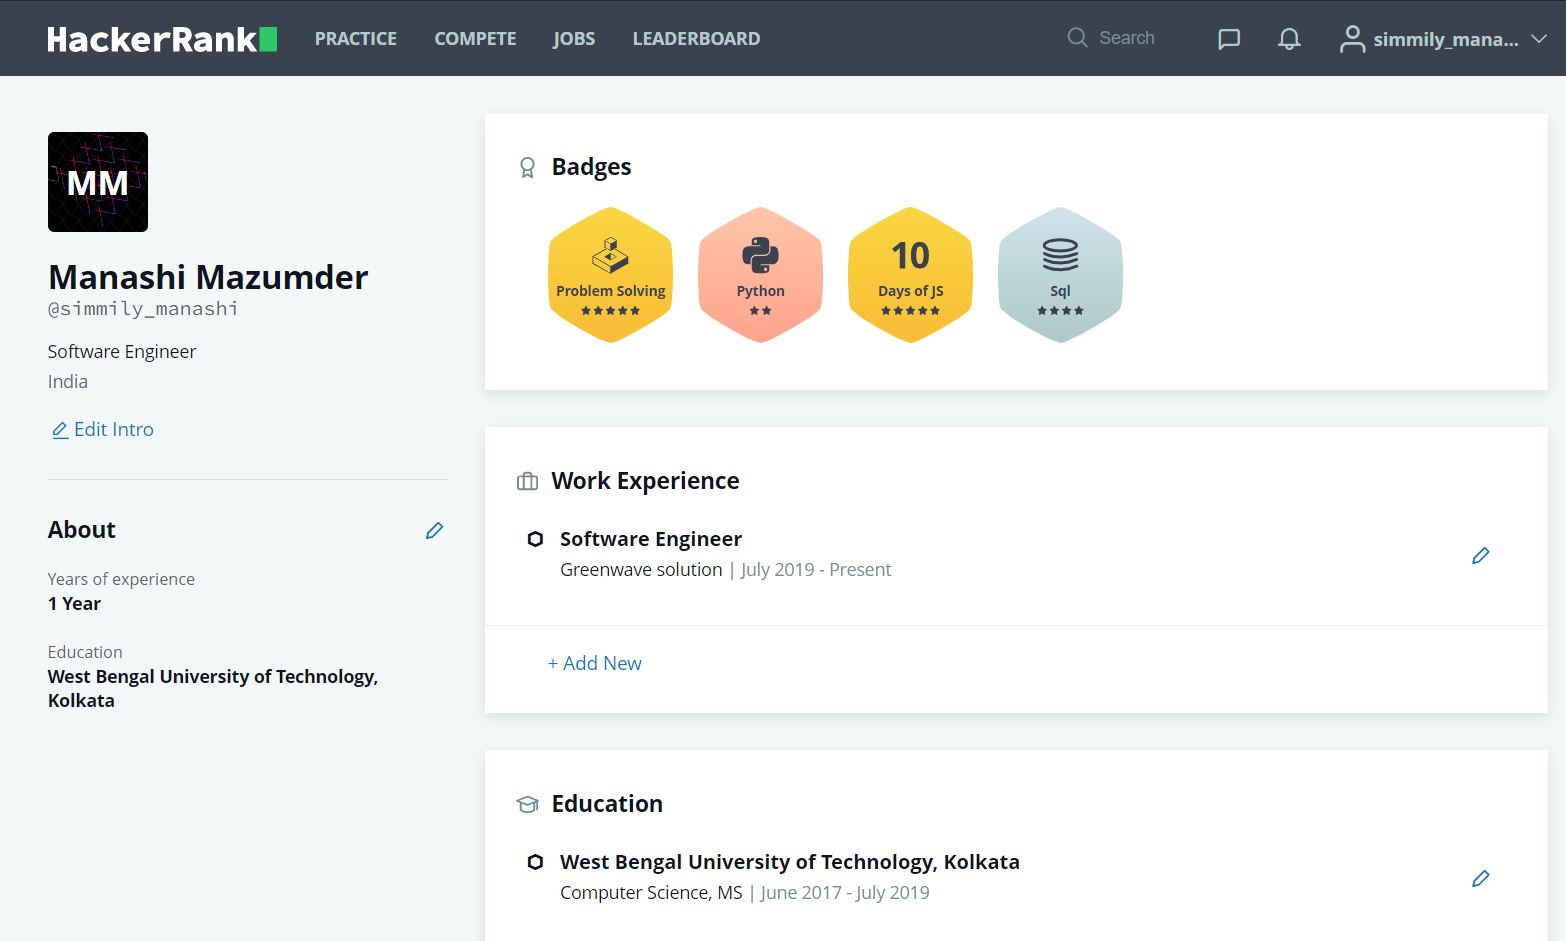 HackerRank PRACTICE COMPETE JOBS LEADERBOARD Search simmily_mana...
MM
Manashi Mazumder
@simmily_manashi
Software Engineer
India
Edit Intro
About
Years of experience
1 Year
Education
West Bengal University of Technology,
Kolkata
Badges
Problem Solving
Python
10
Days of JS
Sql
Work Experience
Software Engineer
Greenwave solution | July 2019 - Present
+ Add New
Education
West Bengal University of Technology, Kolkata
Computer Science, MS | June 2017 - July 2019